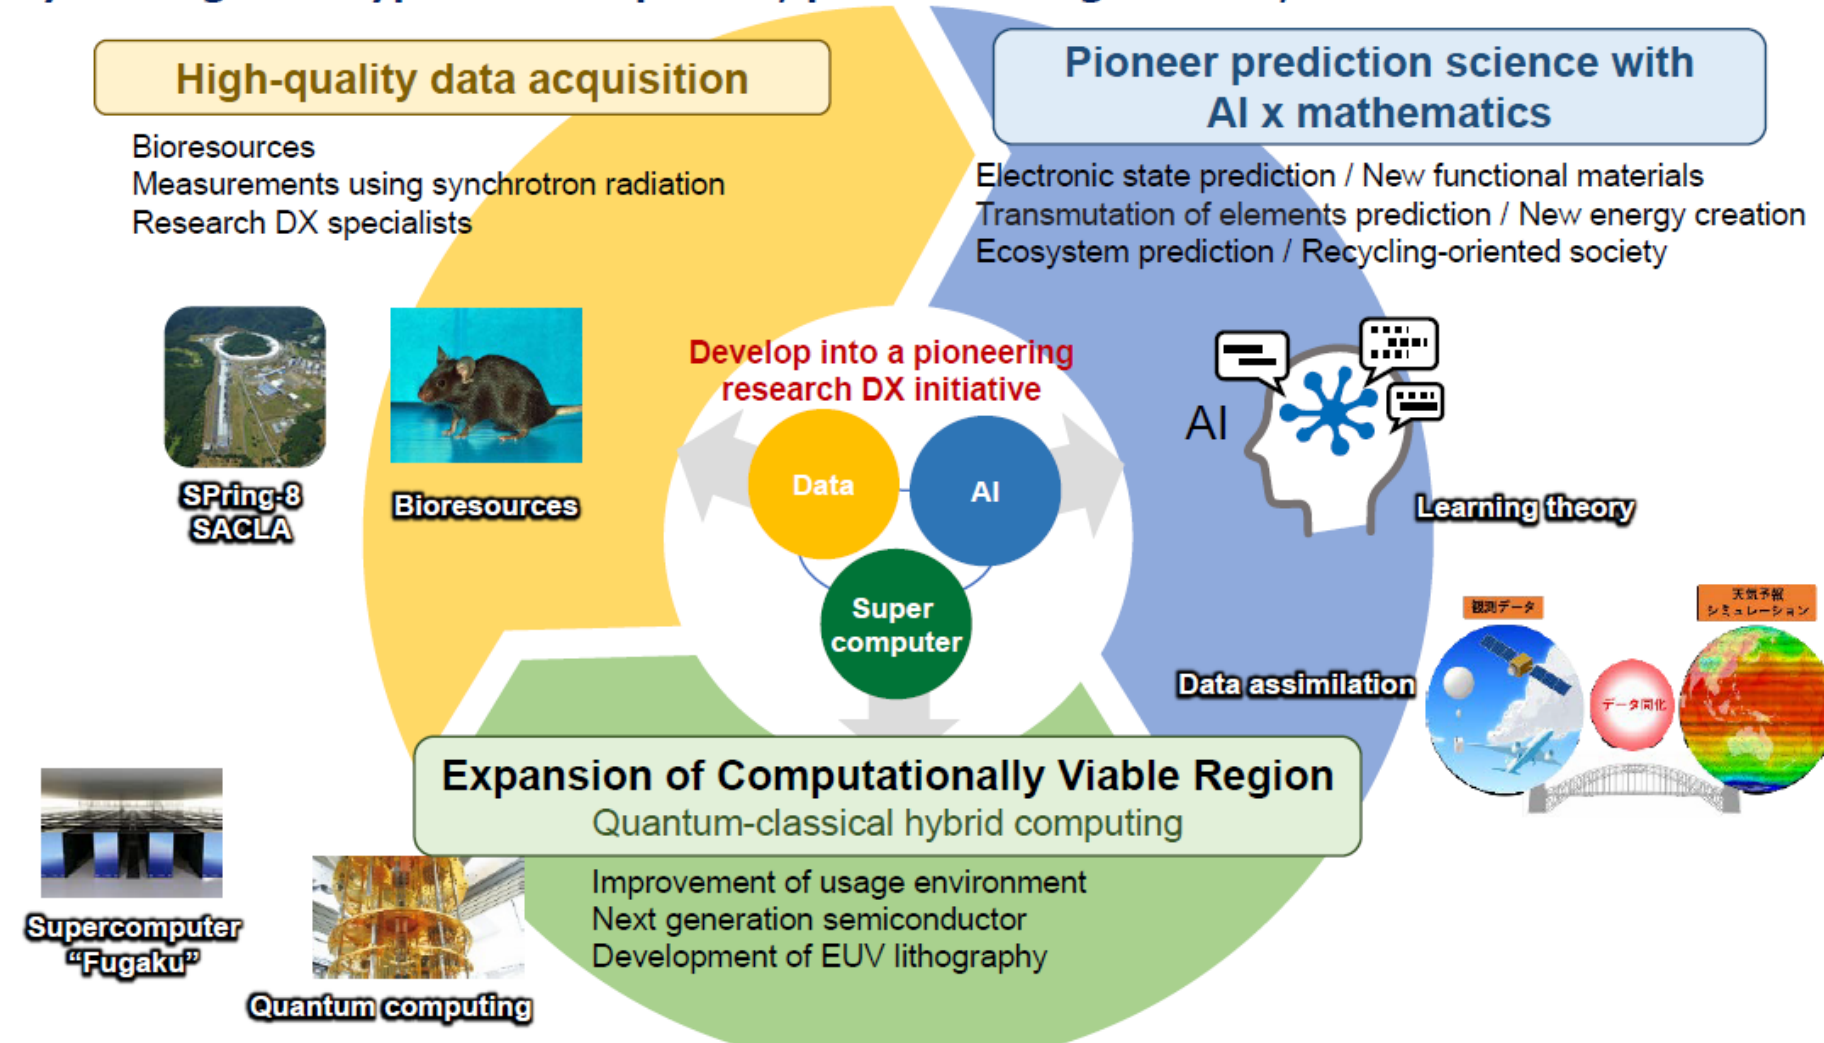 High-quality data acquisition
Bioresources
Measurements using synchrotron radiation
Research DX specialists
Pioneer prediction science with
AI x mathematics
Electronic state prediction / New functional materials
Transmutation of elements prediction / New energy creation
Ecosystem prediction / Recycling-oriented society
SPring-8
SACLA
Bioresources
Develop into a pioneering
research DX initiative
Data
AI
Super
computer
AI
Learning theory
Data assimilation
観測データ
天気予報
シミュレーション
データ同化
Expansion of Computationally Viable Region
Quantum-classical hybrid computing
Improvement of usage environment
Next generation semiconductor
Development of EUV lithography
Supercomputer
“Fugaku”
Quantum computing